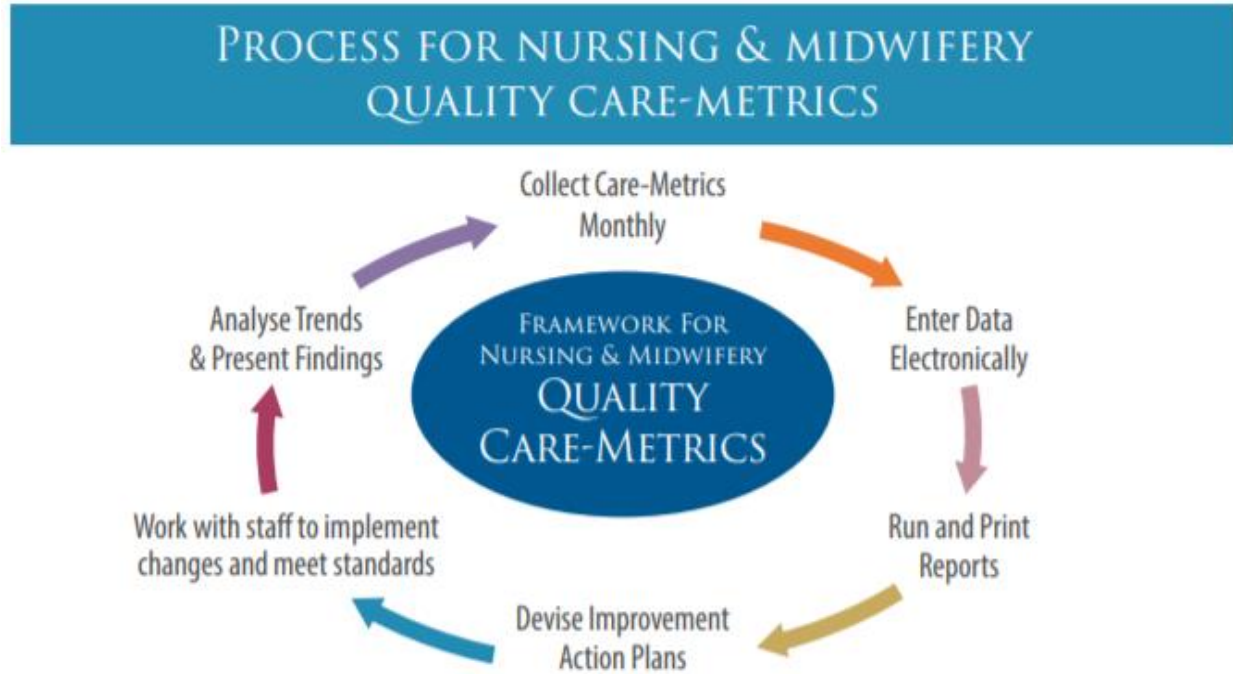 PROCESS FOR NURSING & MIDWIFERY
QUALITY CARE-METRICS
Collect Care-Metrics
Monthly
Enter Data
Electronically
Run and Print
Reports
Devise Improvement
Action Plans
Work with staff to implement
changes and meet standards
Analyse Trends
& Present Findings
FRAMEWORK FOR
NURSING & MIDWIFERY
QUALITY
CARE-METRICS